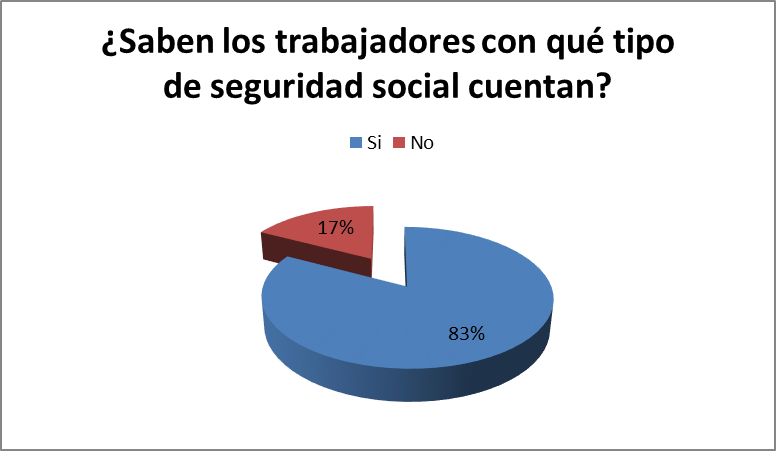 ¿Saben los trabajadores con qué tipo
de seguridad social cuentan?
Si No
17%
83%